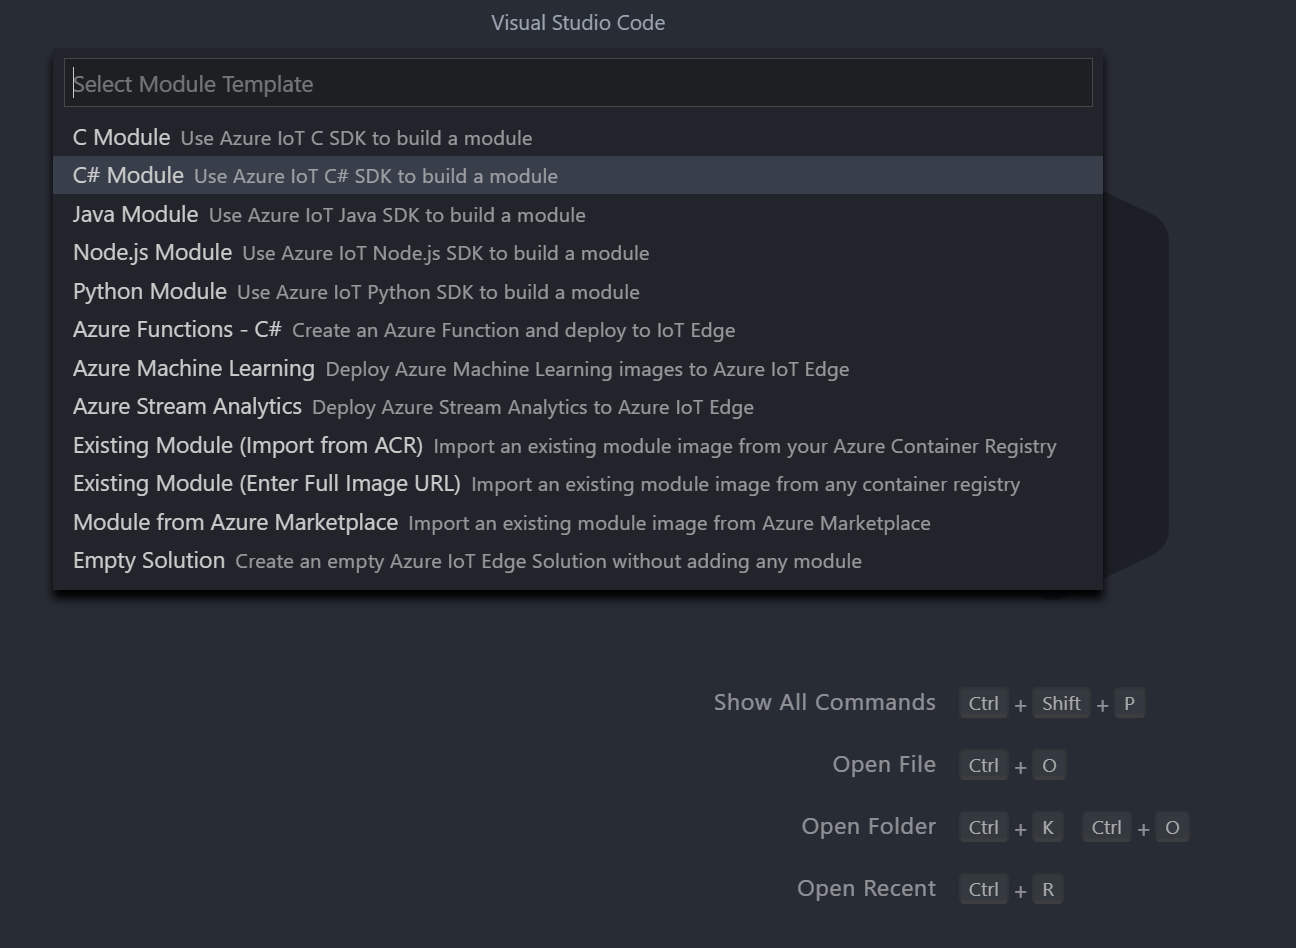 Visual Studio Code
Select Module Template
C Module Use Azure IoT C SDK to build a module
C# Module Use Azure IoT C# SDK to build a module
Java Module Use Azure IoT Java SDK to build a module
Node.js Module Use Azure IoT Node.js SDK to build a module
Python Module Use Azure IoT Python SDK to build a module
Azure Functions - C# Create an Azure Function and deploy to IoT Edge
Azure Machine Learning Deploy Azure Machine Learning images to Azure IoT Edge
Azure Stream Analytics Deploy Azure Stream Analytics to Azure IoT Edge
Existing Module (Import from ACR) Import an existing module image from your Azure Container Registry
Existing Module (Enter Full Image URL) Import an existing module image from any container registry
Module from Azure Marketplace Import an existing module image from Azure Marketplace
Empty Solution Create an empty Azure IoT Edge Solution without adding any module
Show All Commands Ctrl + Shift + P
Open File Ctrl + O
Open Folder Ctrl + K Ctrl + O
Open Recent Ctrl + R